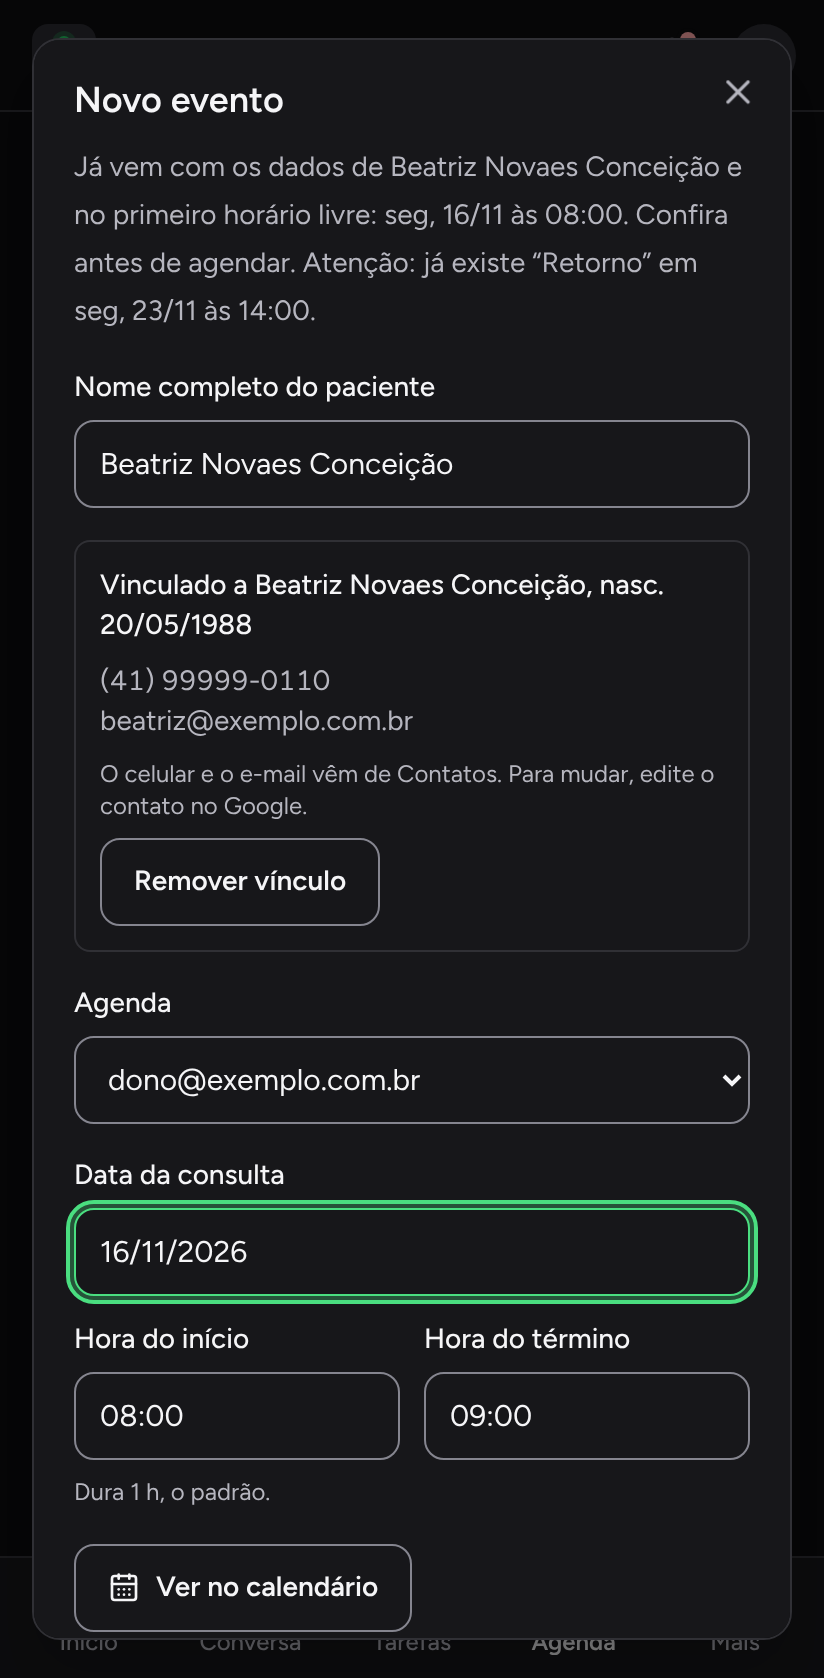 Novo evento
Já vem com os dados de Beatriz Novaes Conceição e
no primeiro horário livre: seg, 16/11 às 08:00. Confira
antes de agendar. Atenção: já existe “Retorno” em
seg, 23/11 às 14:00.
Nome completo do paciente
Beatriz Novaes Conceição
Vinculado a Beatriz Novaes Conceição, nasc.
20/05/1988
(41) 99999-0110
beatriz@exemplo.com.br
O celular e o e-mail vêm de Contatos. Para mudar, edite o
contato no Google.
Remover vínculo
Agenda
dono@exemplo.com.br
Data da consulta
16/11/2026
Hora do início
Hora do término
08:00
09:00
Dura 1 h, o padrão.
Ver no calendário
Início Conversa Tarefas Agenda Mais